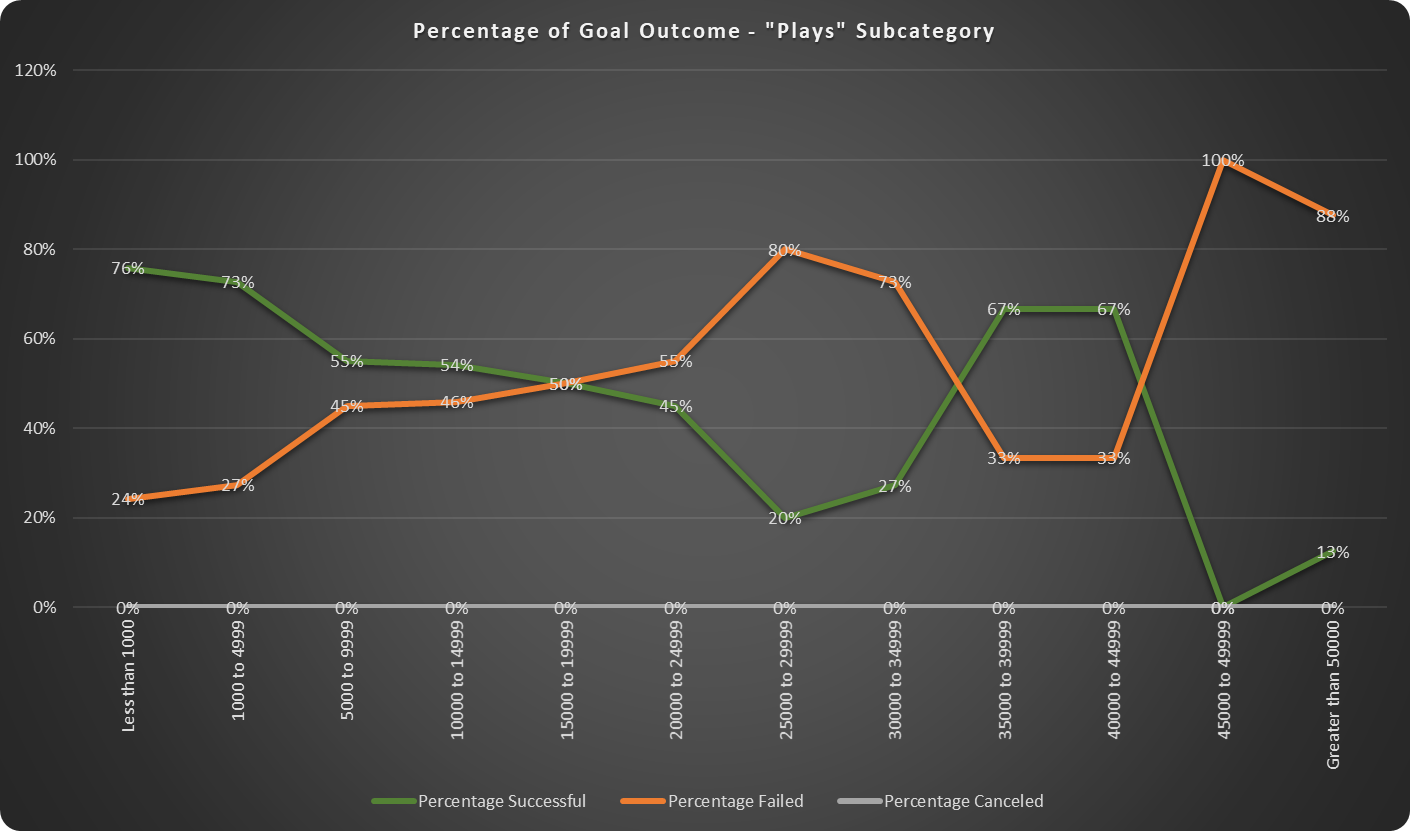 Percentage of Goal Outcome - "Plays" Subcategory
120%
100%
80%
60%
40%
20%
0%
76%
73%
55%
54%
50%
45%
20%
27%
67%
67%
0%
13%
24%
27%
45%
46%
50%
55%
80%
73%
33%
33%
100%
88%
0%
0%
0%
0%
0%
0%
0%
0%
0%
0%
0%
0%
Less than 1000
1000 to 4999
5000 to 9999
10000 to 14999
15000 to 19999
20000 to 24999
25000 to 29999
30000 to 34999
35000 to 39999
40000 to 44999
45000 to 49999
Greater than 50000
Percentage Successful
Percentage Failed
Percentage Canceled